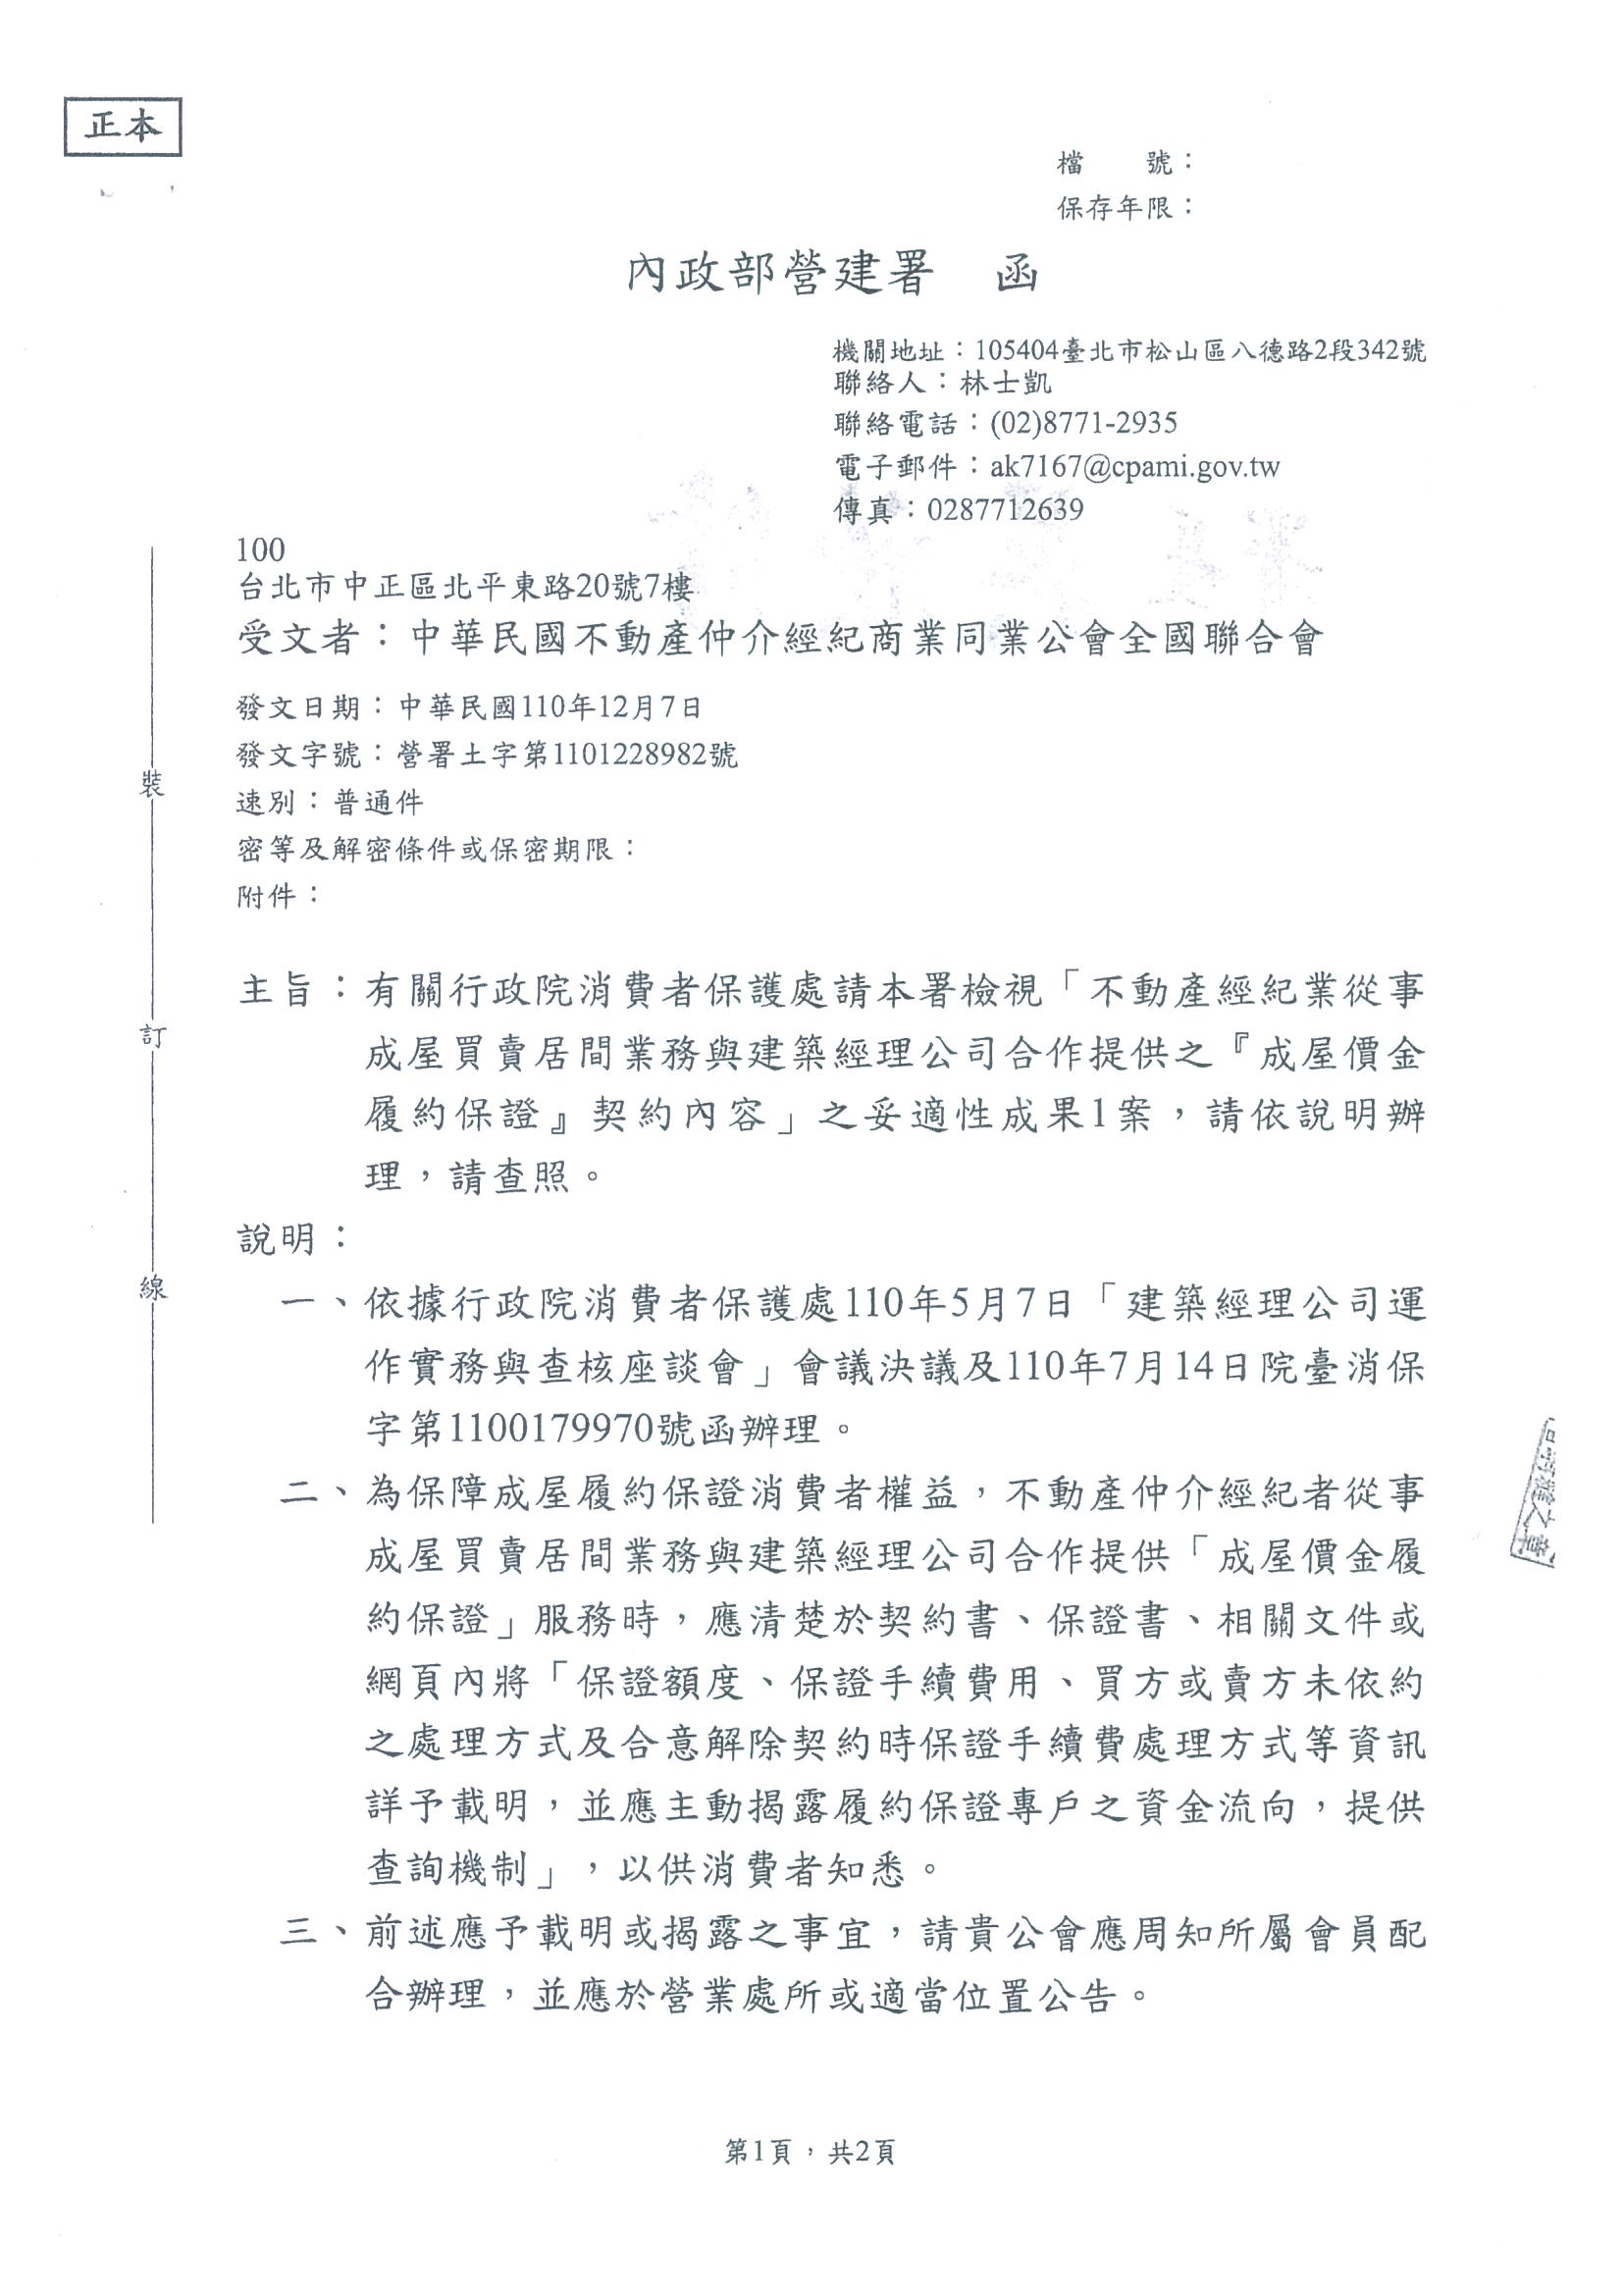 正本
檔　　號：
保存年限：
內政部營建署　函
機關地址：105404臺北市松山區八德路2段342號
聯絡人：林士凱
聯絡電話：(02)8771-2935
電子郵件：ak7167@cpami.gov.tw
傳真：0287712639
100
台北市中正區北平東路20號7樓
受文者：中華民國不動產仲介經紀商業同業公會全國聯合會
發文日期：中華民國110年12月7日
發文字號：營署土字第1101228982號
速別：普通件
密等及解密條件或保密期限：
附件：
主旨：有關行政院消費者保護處請本署檢視「不動產經紀業從事
成屋買賣居間業務與建築經理公司合作提供之『成屋價金
履約保證』契約內容」之妥適性成果1案，請依說明辦
理，請查照。
說明：
一、依據行政院消費者保護處110年5月7日「建築經理公司運
作實務與查核座談會」會議決議及110年7月14日院臺消保
字第1100179970號函辦理。
二、為保障成屋履約保證消費者權益，不動產仲介經紀者從事
成屋買賣居間業務與建築經理公司合作提供「成屋價金履
約保證」服務時，應清楚於契約書、保證書、相關文件或
網頁內將「保證額度、保證手續費用、買方或賣方未依約
之處理方式及合意解除契約時保證手續費處理方式等資訊
詳予載明，並應主動揭露履約保證專戶之資金流向，提供
查詢機制」，以供消費者知悉。
三、前述應予載明或揭露之事宜，請貴公會應周知所屬會員配
合辦理，並應於營業處所或適當位置公告。
裝
訂
線
第1頁，共2頁